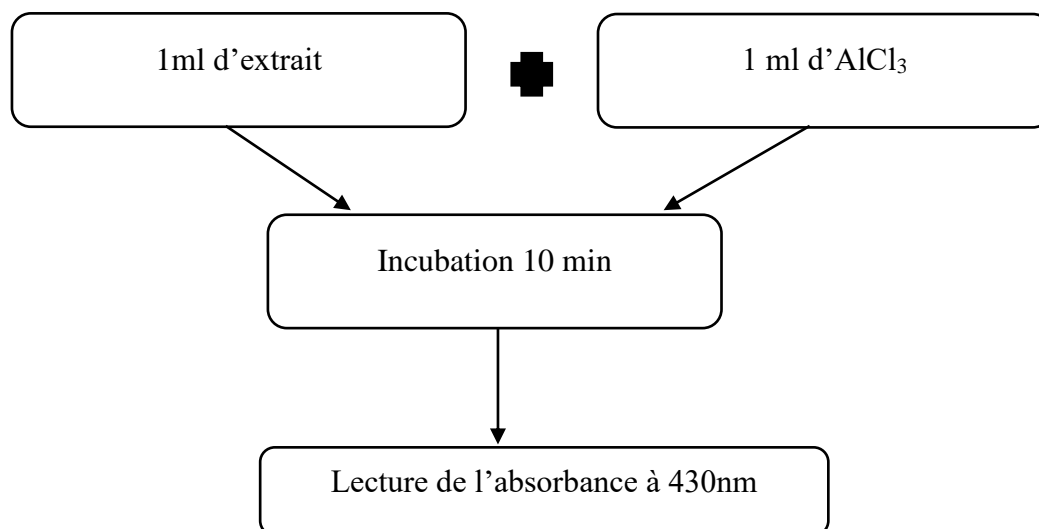 1ml d’extrait
1 ml d’AlCl₃
Incubation 10 min
Lecture de l’absorbance à 430nm